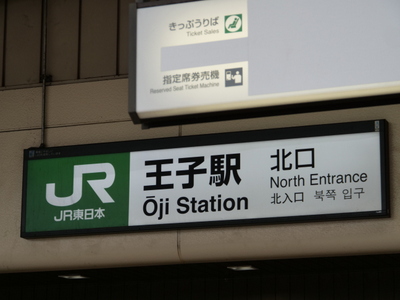 きっぷうりば
Ticket Sales
指定席券売機
Reserved Seat Ticket Machine
JR
JR東日本
王子駅
Ōji Station
北口
North Entrance
北入口 북쪽 입구